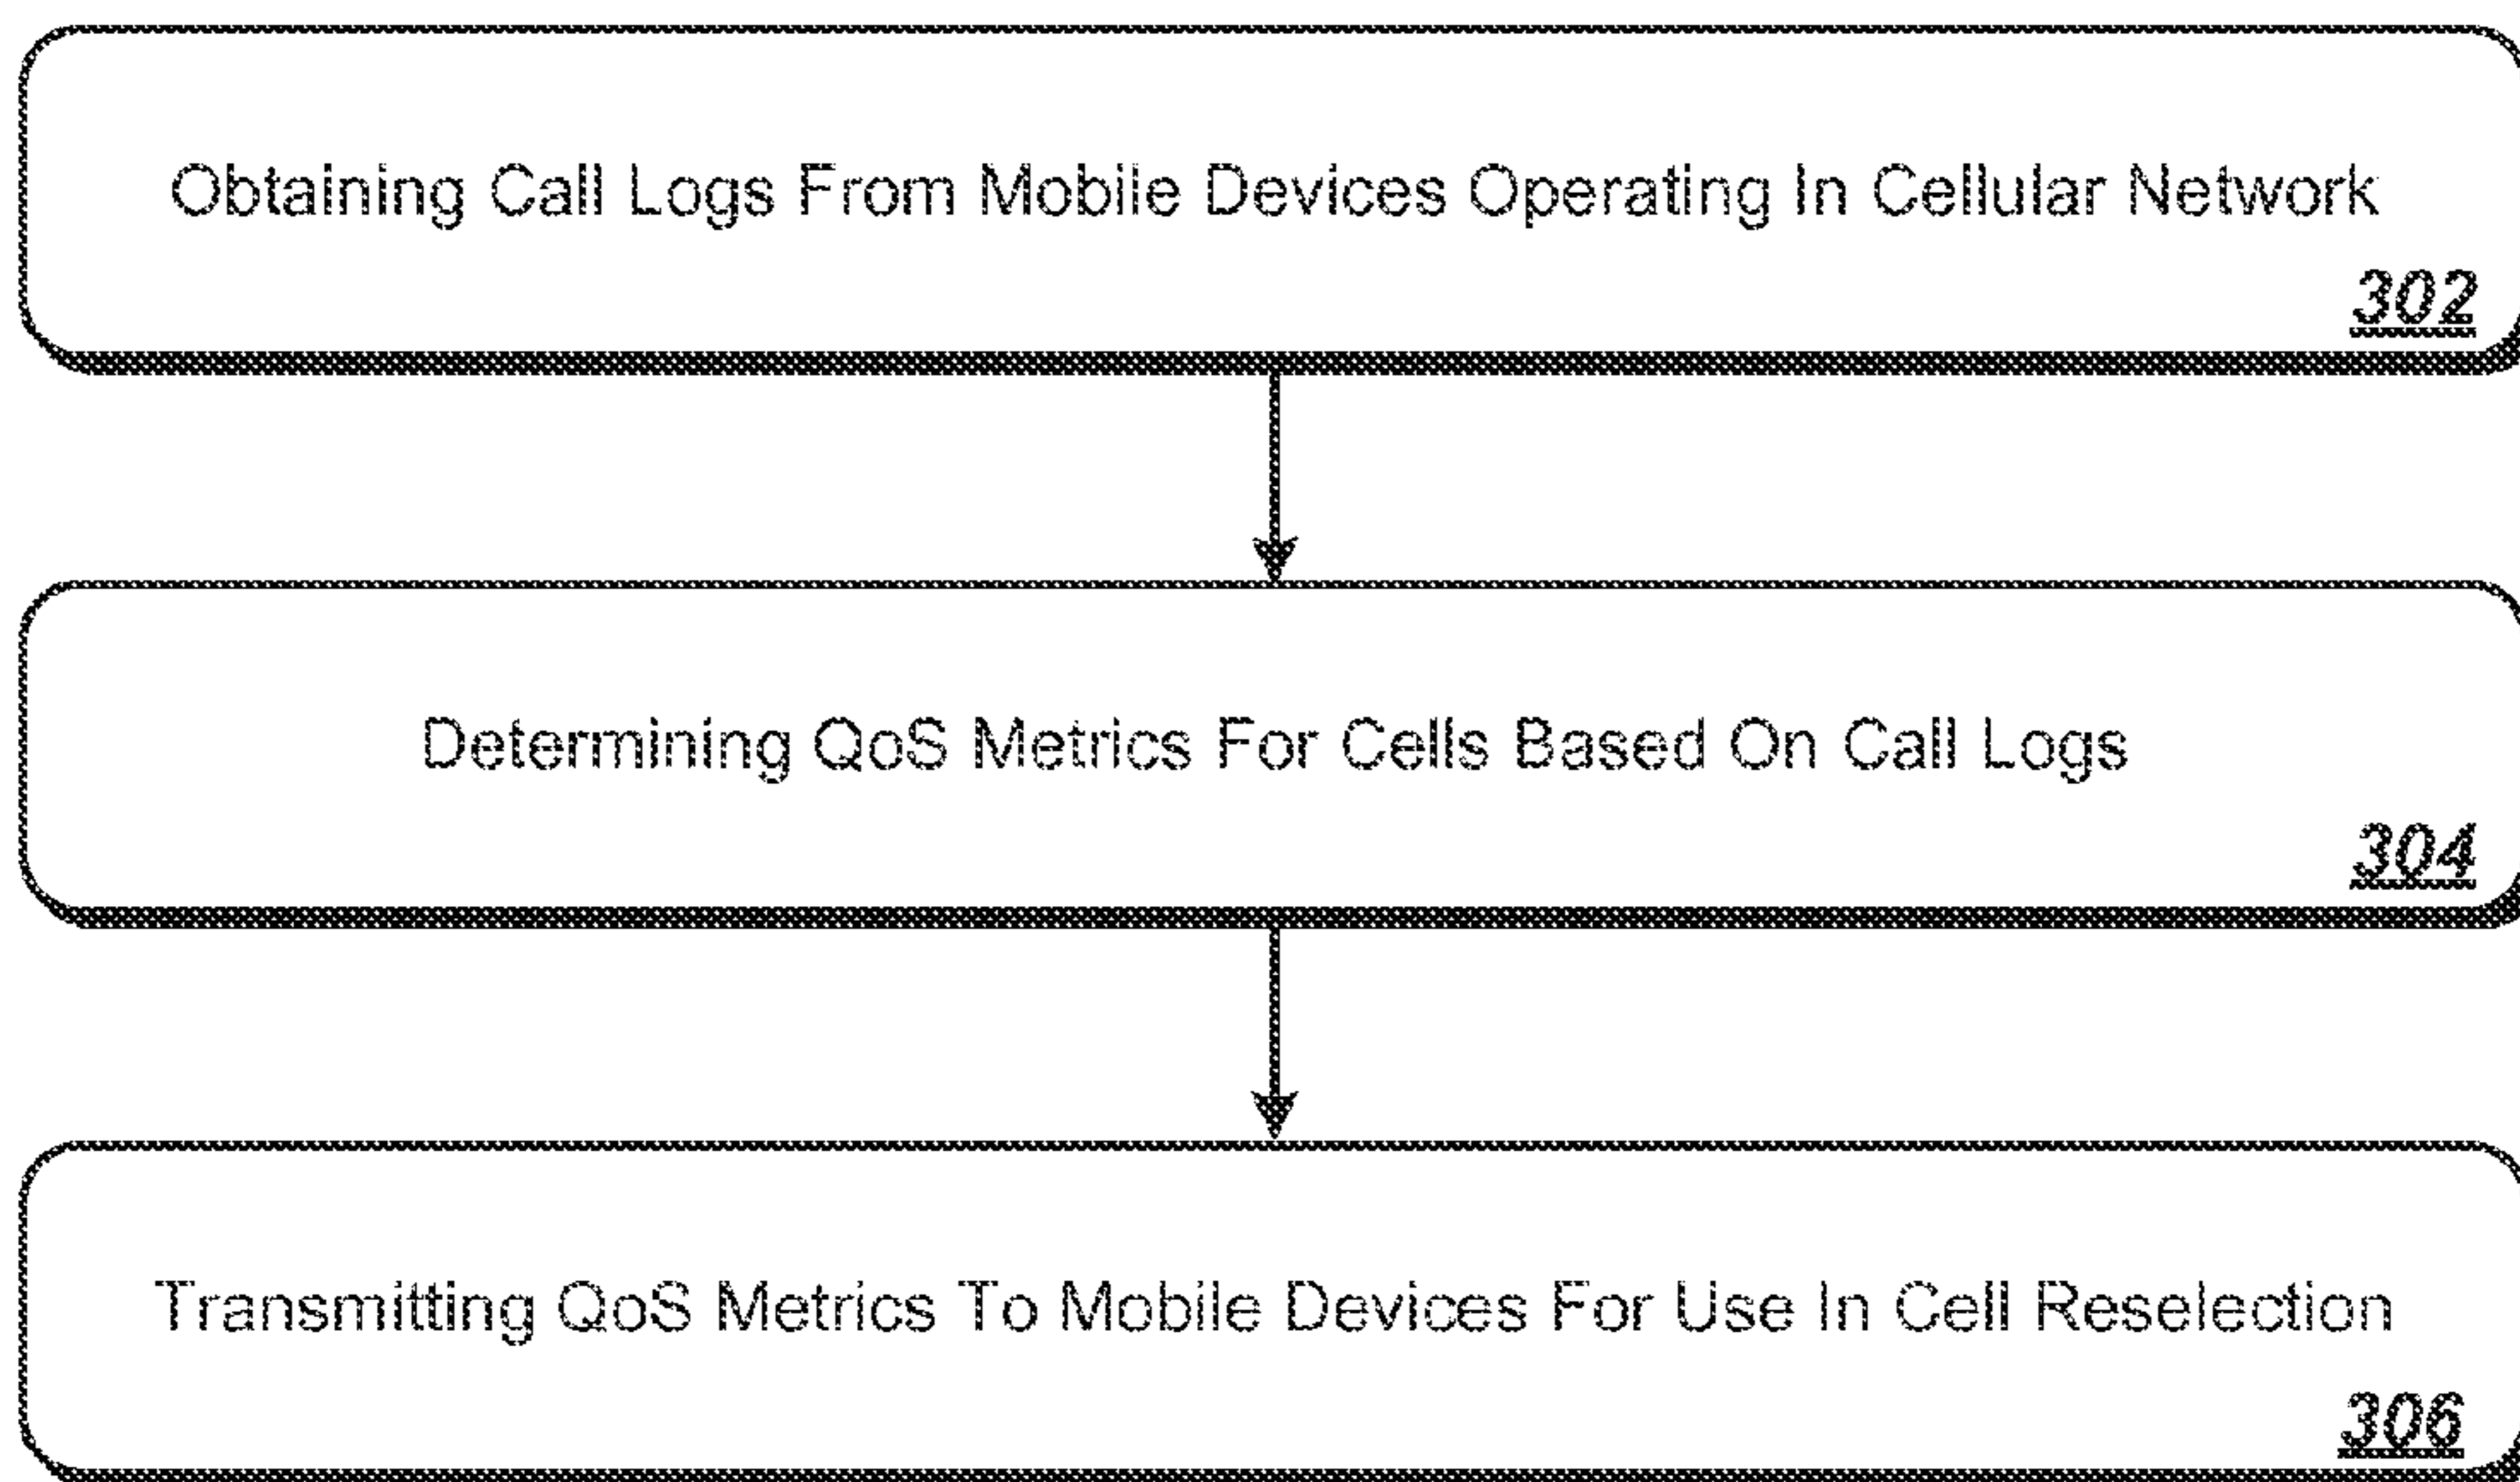 Obtaining Call Logs From Mobile Devices Operating In Cellular Network
302
Determining QoS Metrics For Cells Based On Call Logs
304
Transmitting QoS Metrics To Mobile Devices For Use In Cell Reselection
306